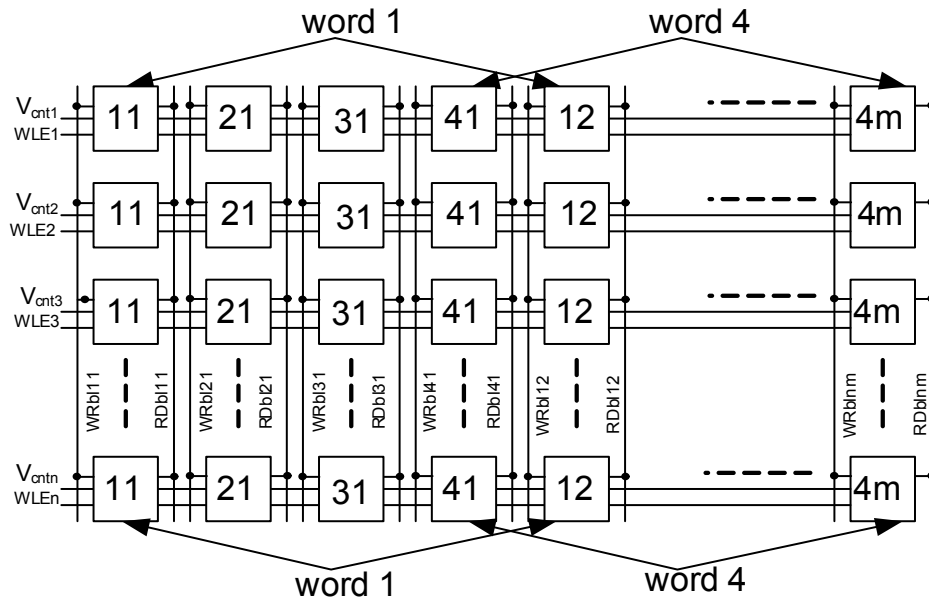 word 1 word 4
Vcnt1 11 21 31 41 12 4m
WLE1
Vcnt2 11 21 31 41 12 4m
WLE2
Vcnt3 11 21 31 41 12 4m
WLE3
WRbl11 RDbl11 WRbl21 RDbl21 WRbl31 RDbl31 WRbl41 RDbl41 WRbl12 RDbl12 WRblnm RDblnm
Vcntn 11 21 31 41 12 4m
WLEn
word 1 word 4